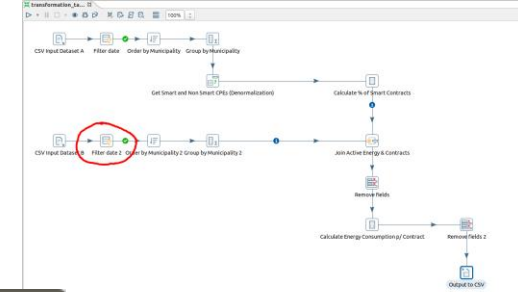 transformation_ta...
100%
CSV Input Dataset A
Filter date
Order by Municipality
Group by Municipality
Get Smart and Non Smart CPEs (Denormalization)
Calculate % of Smart Contracts
CSV Input Dataset B
Filter date 2
Order by Municipality 2
Group by Municipality 2
Join Active Energy & Contracts
Remove fields
Calculate Energy Consumption p/ Contract
Remove fields 2
Output to CSV